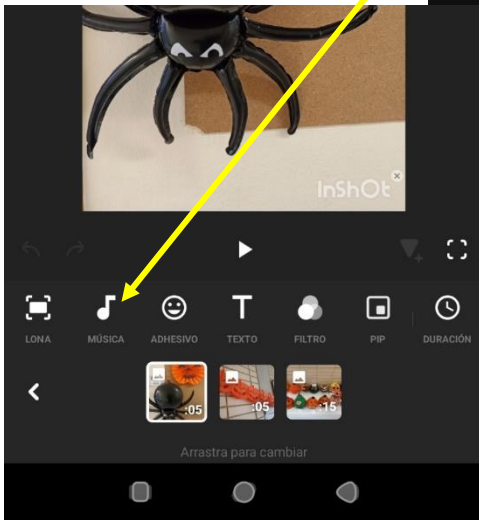 InShOt
LONA MÚSICA ADHESIVO TEXTO FILTRO PIP DURACIÓN
:05 :05 :15
Arrastra para cambiar